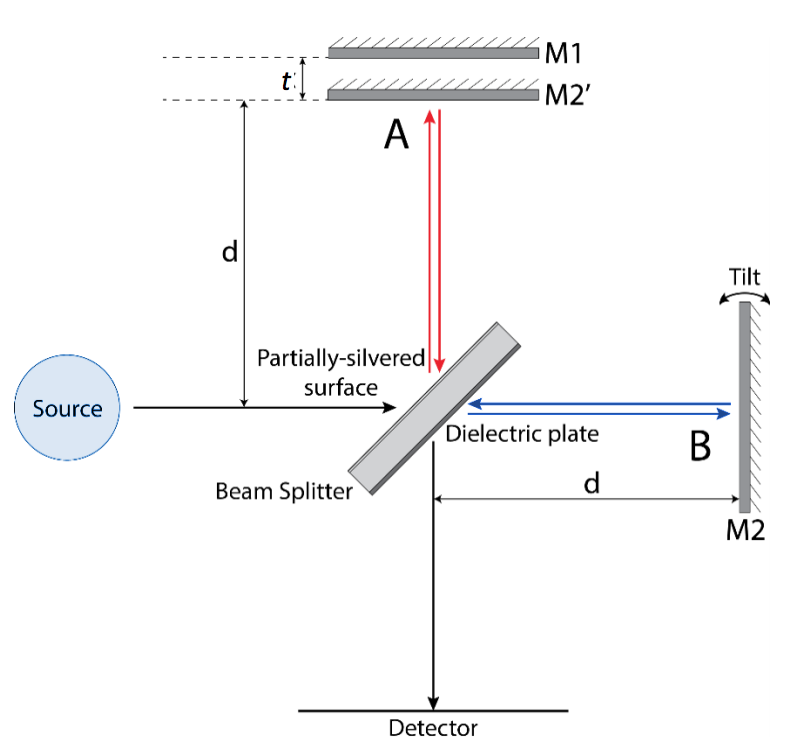 M1
t
M2’
A
d
Tilt
Partially-silvered
surface
Source
Dielectric plate
B
Beam Splitter
d
M2
Detector